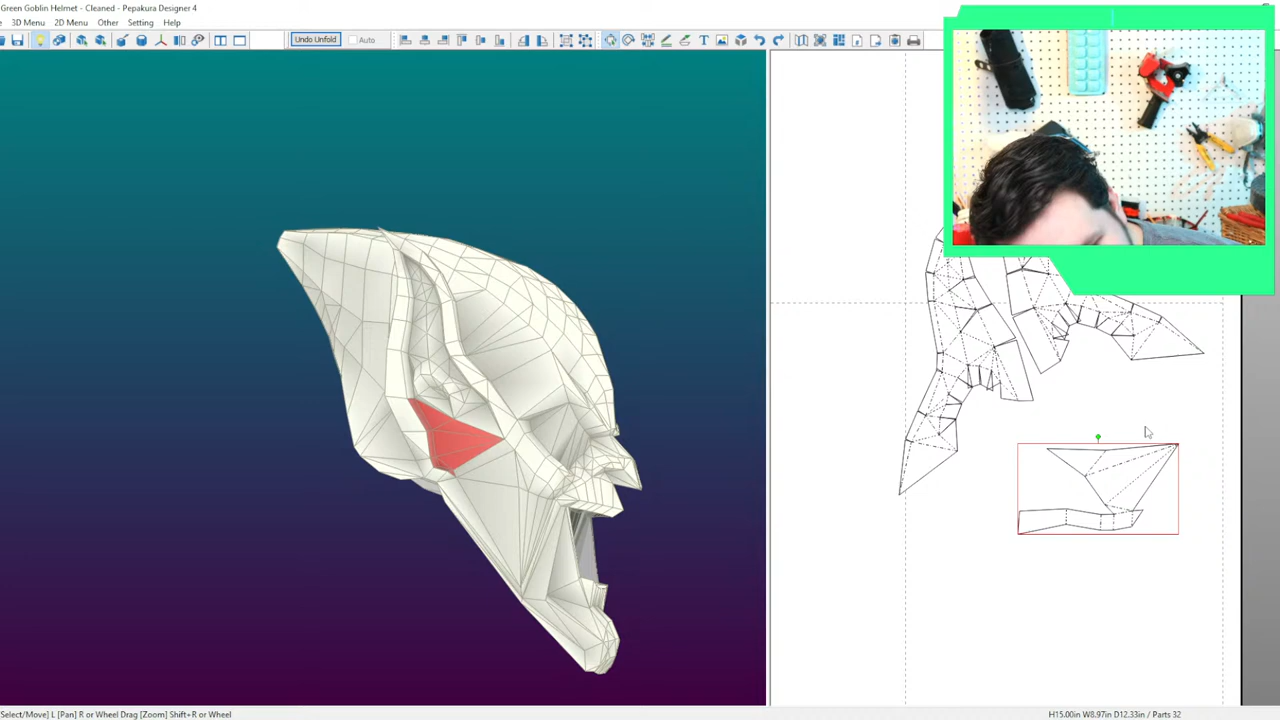 Green Goblin Helmet - Cleaned - Pepakura Designer 4
3D Menu 2D Menu Other Setting Help
Undo Unfold Auto
Select/Move] L [Pan] R or Wheel Drag [Zoom] Shift+R or Wheel
H15.00in W8.97in D12.33in / Parts 32